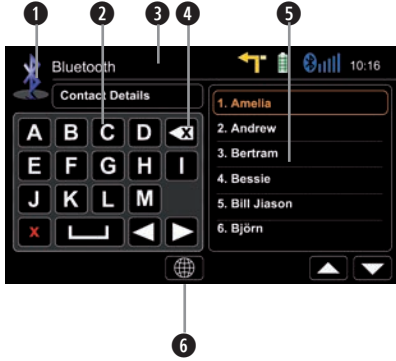 1 2 3 4 5
Bluetooth 10:16
Contact Details
A B C D
E F G H I
J K L M
x
1. Amelia
2. Andrew
3. Bertram
4. Bessie
5. Bill Jiason
6. Björn
6